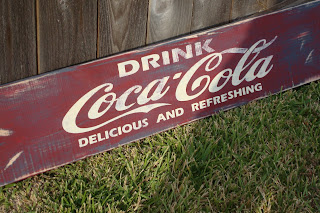 DRINK
Coca-Cola
DELICIOUS AND REFRESHING